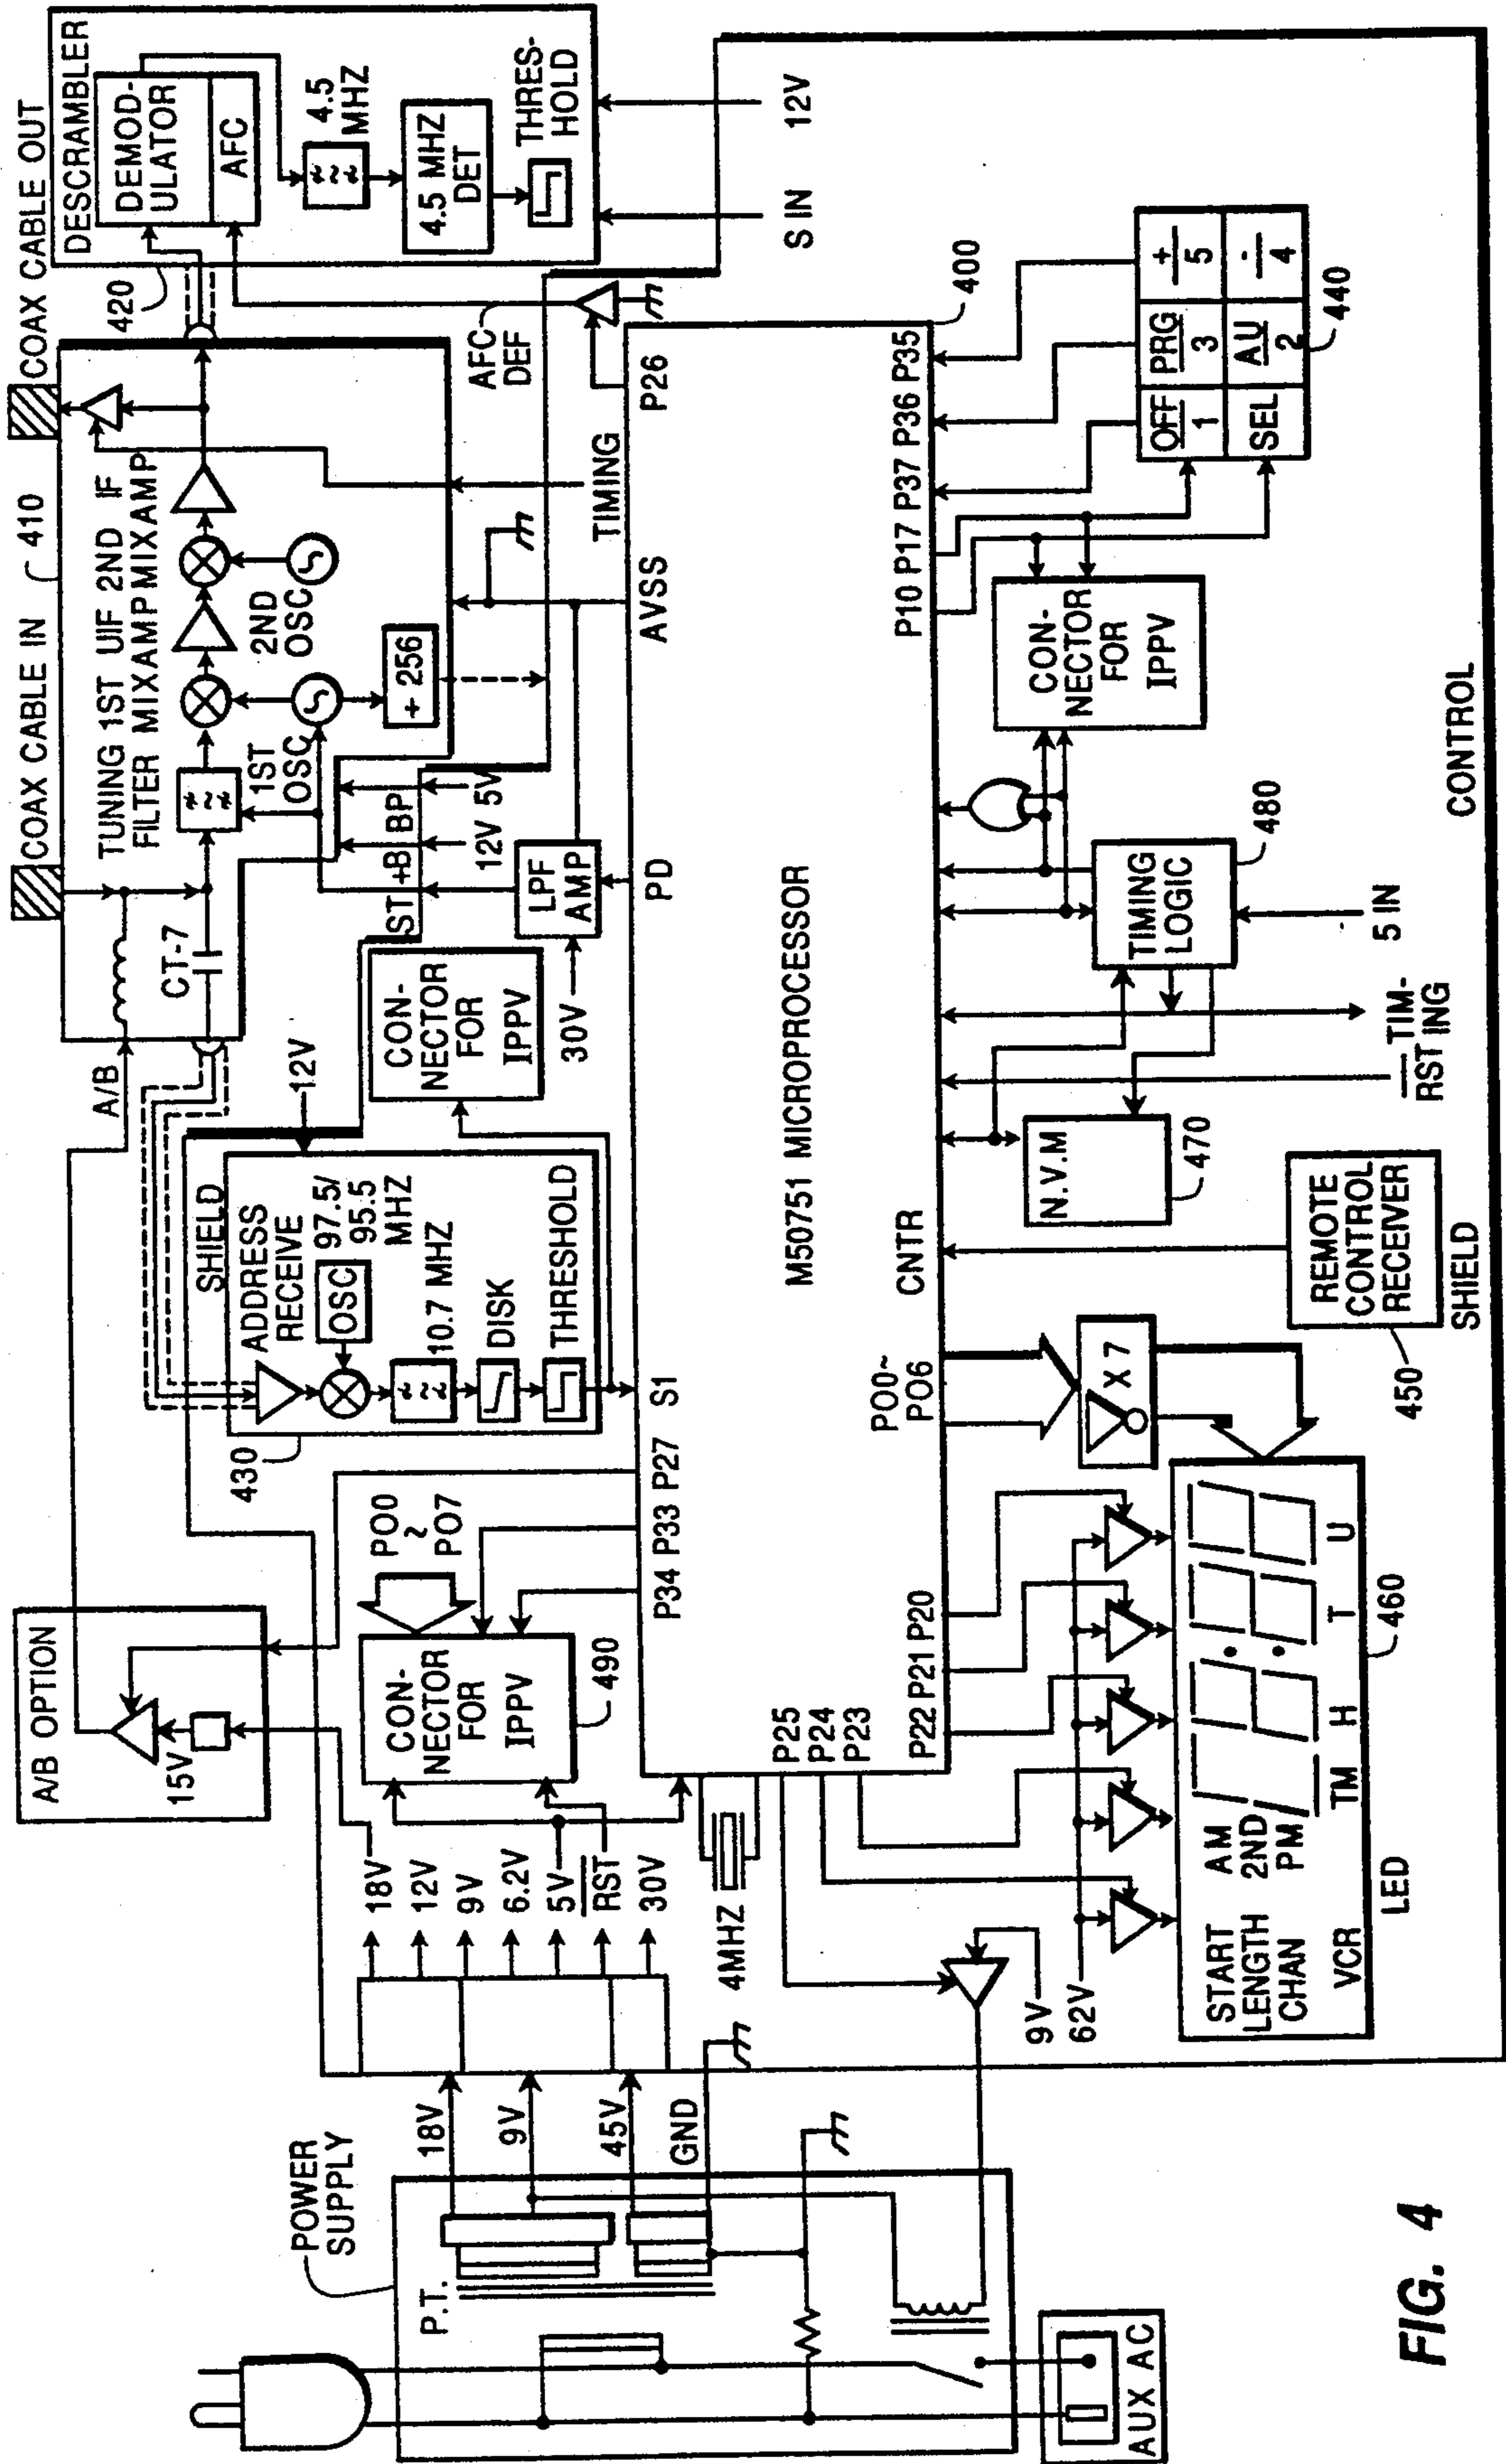 COAX CABLE IN
410
COAX CABLE OUT
A/B OPTION
15V
A/B
CT-7
TUNING 1ST UIF 2ND IF
FILTER MIXAMPMIXAMP
1ST
OSC
2ND
OSC
+ 256
420
DESCRAMBLER
DEMOD-
ULATOR
AFC
4.5
MHZ
4.5 MHZ
DET
THRES-
HOLD
S IN
12V
AFC
DEF
TIMING
ST +B BP
12V 5V
LPF
AMP
30V
12V
SHIELD
ADDRESS
RECEIVE
OSC
97.5/
95.5
MHZ
10.7 MHZ
DISK
THRESHOLD
430
CON-
NECTOR
FOR
IPPV
PO0
~
PO7
CON-
NECTOR
FOR
IPPV
490
POWER
SUPPLY
P.T.
18V
9V
45V
GND
18V
12V
9V
6.2V
5V
RST
30V
4MHZ
AUX AC
P34 P33 P27
S1
PD
AVSS
P26
400
M50751 MICROPROCESSOR
P25
P24
P23
P22 P21 P20
PO0~
PO6
CNTR
P10 P17 P37 P36 P35
9V
62V
X 7
START
LENGTH
CHAN
VCR
AM
2ND
PM
TM
H
T
U
LED
460
REMOTE
CONTROL
RECEIVER
450
SHIELD
N.V.M
470
RST
TIM-
ING
TIMING
LOGIC
480
5 IN
CON-
NECTOR
FOR
IPPV
OFF
1
PRG
3
+
5
SEL
AU
2
-
4
440
CONTROL
FIG. 4